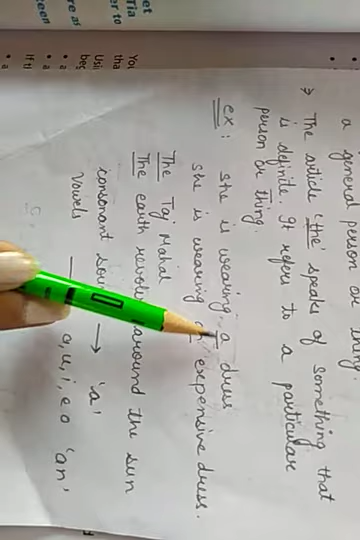 a general person or thing
→ The article 'the' speaks of something that
is definite. It refers to a particular
person or thing.
ex: she is wearing a dress
she is wearing an expensive dress.
The Taj Mahal
The earth around the sun
consonant → 'a'
Vowels — a, u, i, e o 'an'